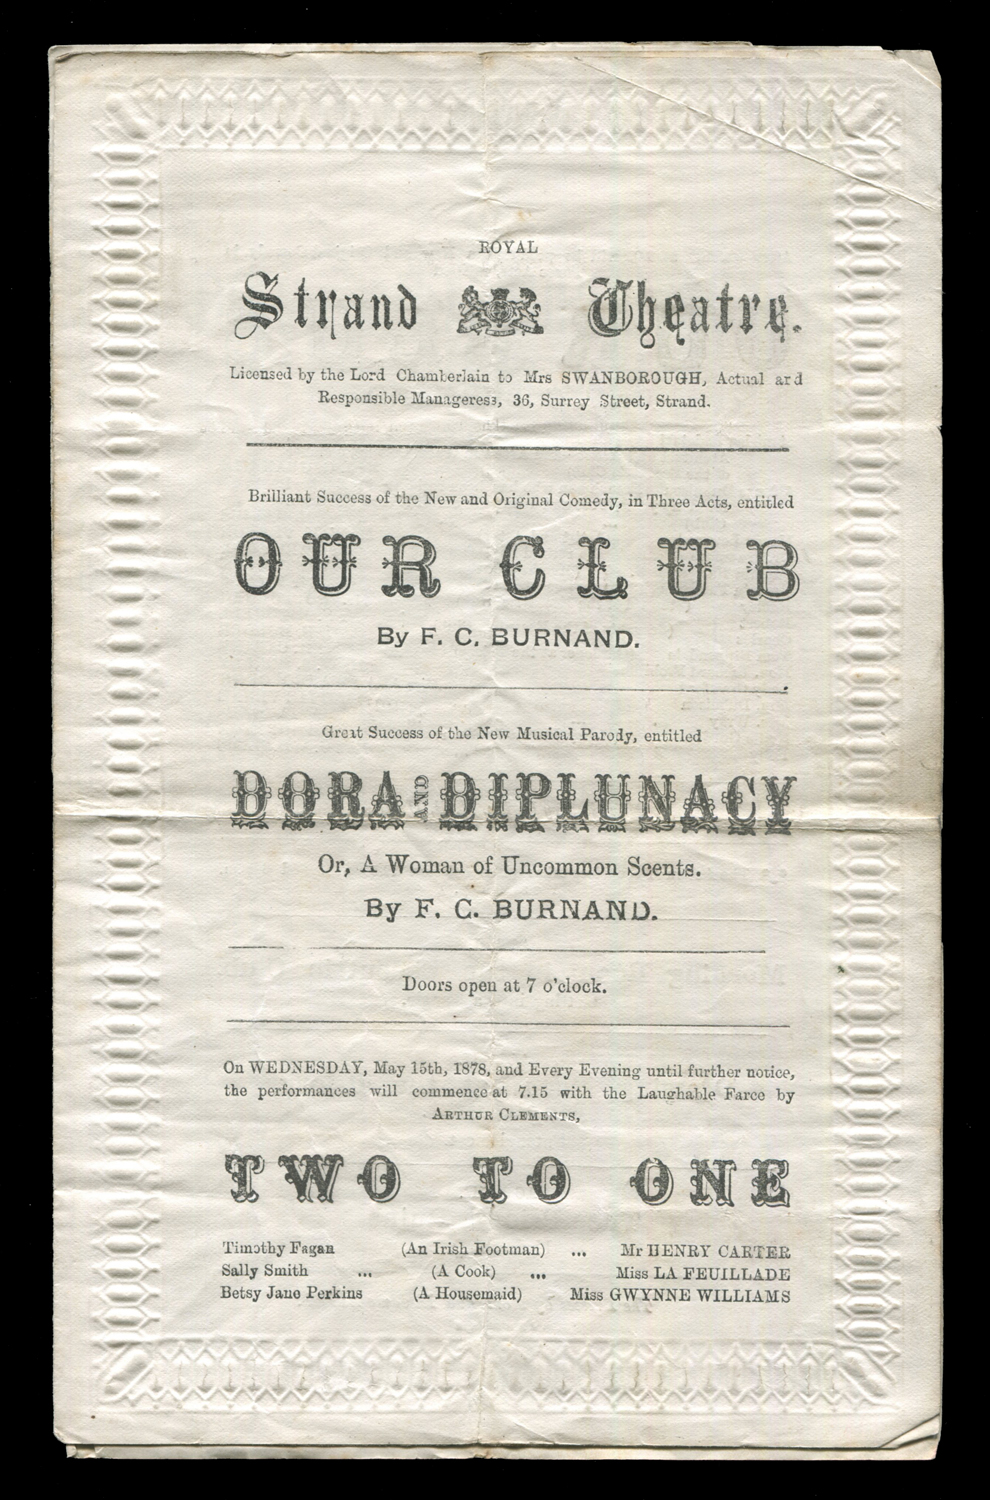 ROYAL
Strand Theatre.
Licensed by the Lord Chamberlain to Mrs SWANBOROUGH, Actual and
Responsible Manageress, 36, Surrey Street, Strand.
Brilliant Success of the New and Original Comedy, in Three Acts, entitled
OUR CLUB
By F. C. BURNAND.
Great Success of the New Musical Parody, entitled
DORA AND DIPLUNACY
Or, A Woman of Uncommon Scents.
By F. C. BURNAND.
Doors open at 7 o'clock.
On WEDNESDAY, May 15th, 1878, and Every Evening until further notice,
the performances will commence at 7.15 with the Laughable Farce by
ARTHUR CLEMENTS,
TWO TO ONE
Timothy Fagan (An Irish Footman) ... Mr HENRY CARTER
Sally Smith ... (A Cook) ... Miss LA FEUILLADE
Betsy Jane Perkins (A Housemaid) Miss GWYNNE WILLIAMS